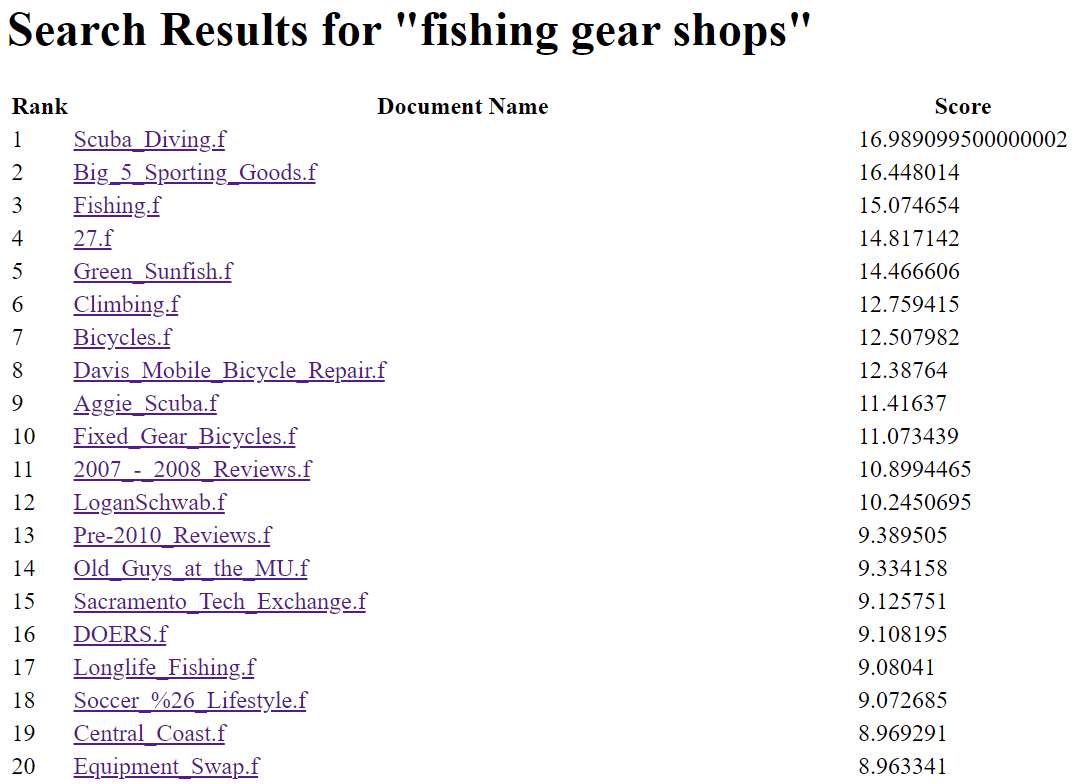 Search Results for "fishing gear shops"
Rank Document Name Score
1 Scuba_Diving.f 16.989099500000002
2 Big_5_Sporting_Goods.f 16.448014
3 Fishing.f 15.074654
4 27.f 14.817142
5 Green_Sunfish.f 14.466606
6 Climbing.f 12.759415
7 Bicycles.f 12.507982
8 Davis_Mobile_Bicycle_Repair.f 12.38764
9 Aggie_Scuba.f 11.41637
10 Fixed_Gear_Bicycles.f 11.073439
11 2007_-_2008_Reviews.f 10.8994465
12 LoganSchwab.f 10.2450695
13 Pre-2010_Reviews.f 9.389505
14 Old_Guys_at_the_MU.f 9.334158
15 Sacramento_Tech_Exchange.f 9.125751
16 DOERS.f 9.108195
17 Longlife_Fishing.f 9.08041
18 Soccer_%26_Lifestyle.f 9.072685
19 Central_Coast.f 8.969291
20 Equipment_Swap.f 8.963341